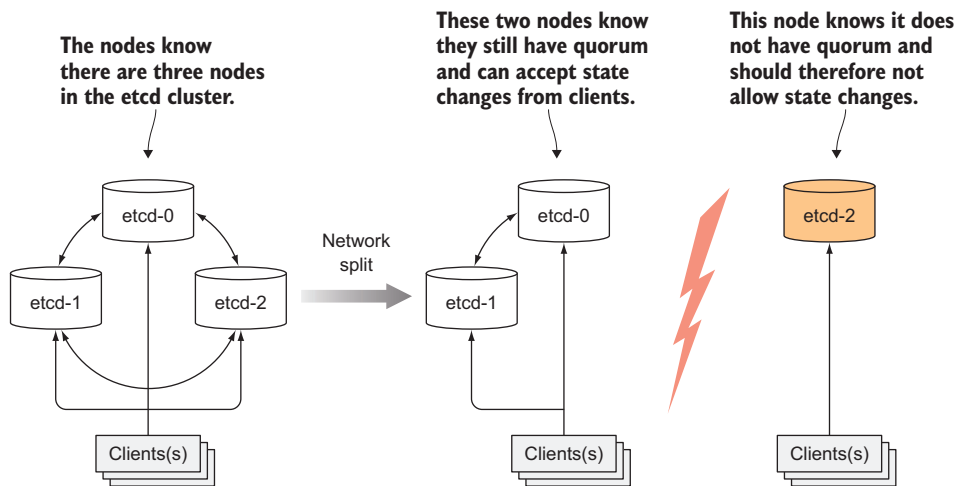 The nodes know
there are three nodes
in the etcd cluster.
These two nodes know
they still have quorum
and can accept state
changes from clients.
This node knows it does
not have quorum and
should therefore not
allow state changes.
etcd-0
etcd-1
etcd-2
Clients(s)
Network
split
etcd-0
etcd-1
Clients(s)
etcd-2
Clients(s)